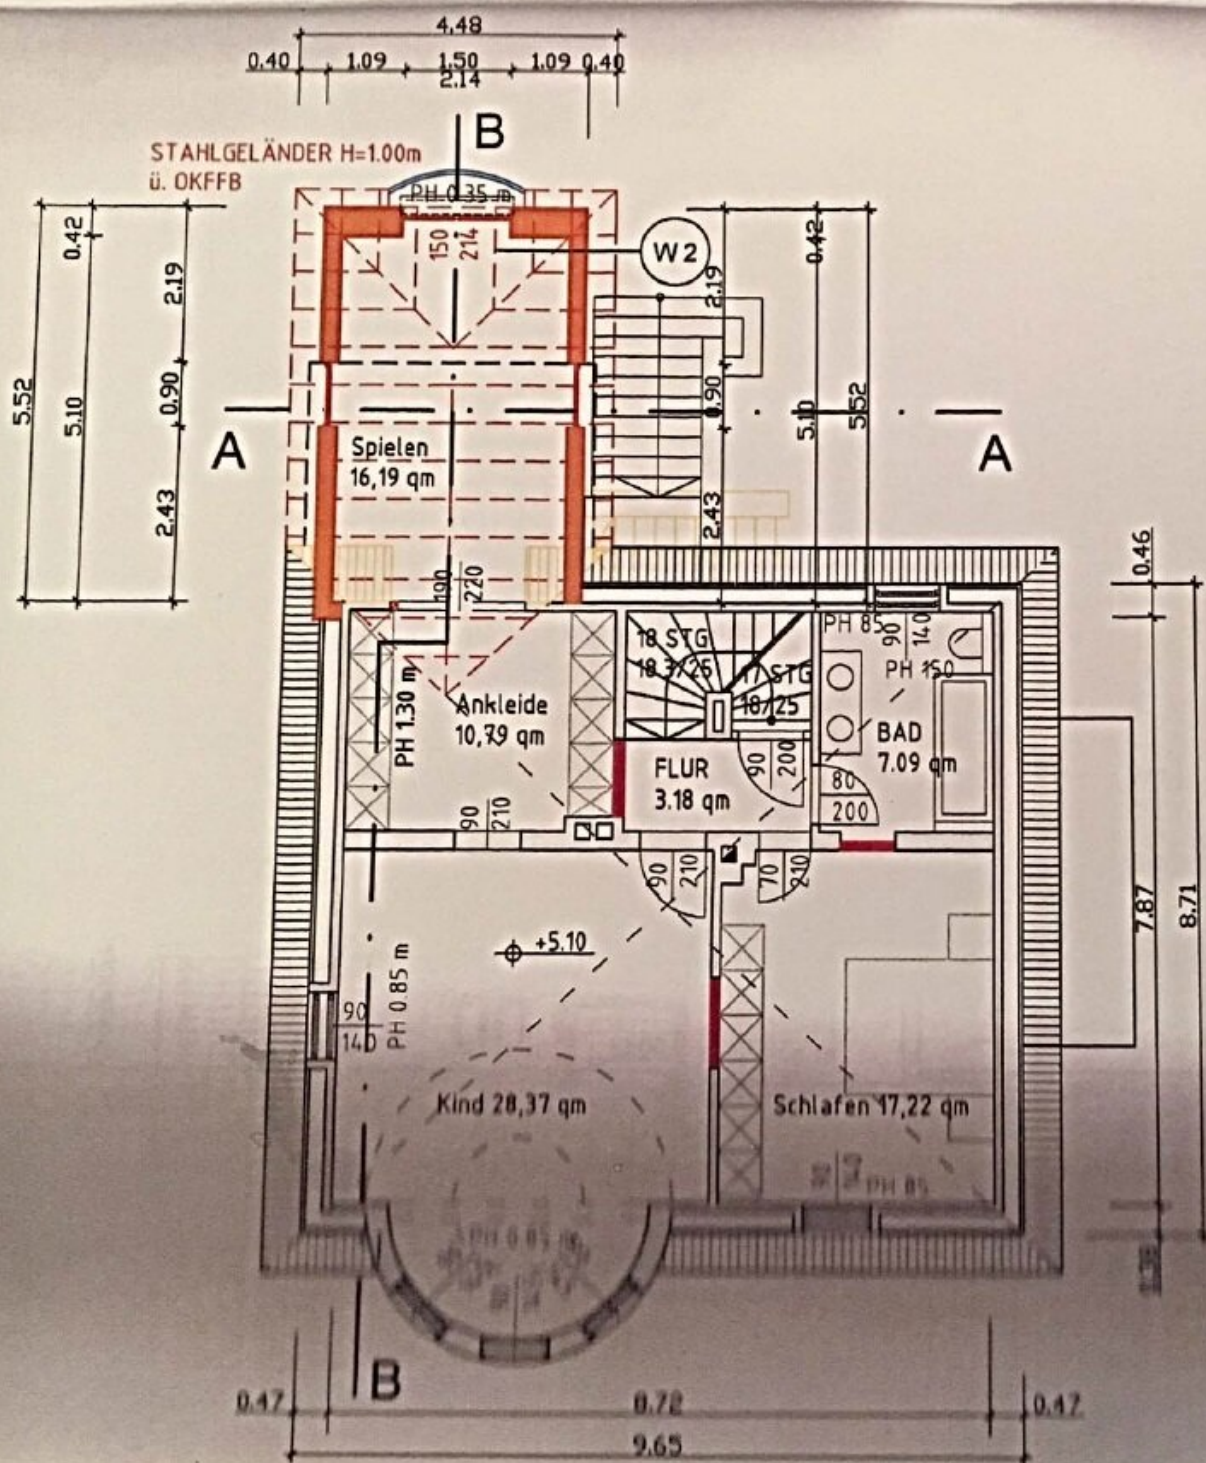 4.48
0.40 1.09 1.50 1.09 0.40
2.14
B
STAHLGELÄNDER H=1.00m
ü. OKFFB
PH 0.35 m
150
214
W2
0.42
2.19
2.19
0.42
5.52
5.10
0.90
0.90
5.10
5.52
A
A
Spielen
16,19 qm
2.43
2.43
0.46
220
18 STG
18.3/25
17 STG
18/25
PH 85
90
140
PH 150
PH 1.30 m
Ankleide
10,79 qm
FLUR
3.18 qm
90
200
BAD
7.09 qm
80
200
90
210
90
210
70
210
7.87
8.71
+5.10
90
140
PH 0.85 m
Kind 28,37 qm
Schlafen 17,22 qm
PH 85
B
0.47 8.72 0.47
9.65